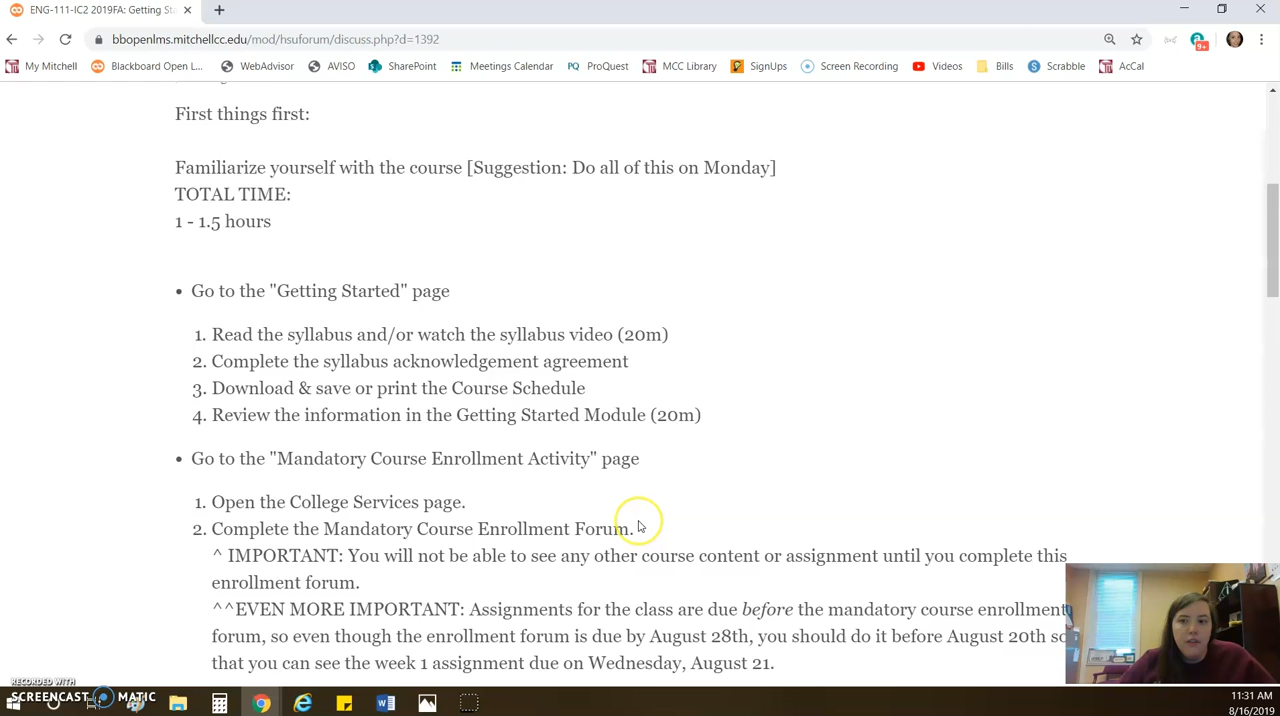 ENG-111-IC2 2019FA: Getting Sta
bbopenlms.mitchellcc.edu/mod/hsuforum/discuss.php?d=1392
My Mitchell
Blackboard Open L...
WebAdvisor
AVISO
SharePoint
Meetings Calendar
PQ ProQuest
MCC Library
SignUps
Screen Recording
Videos
Bills
Scrabble
AcCal
9+
First things first:
Familiarize yourself with the course [Suggestion: Do all of this on Monday]
TOTAL TIME:
1 - 1.5 hours
• Go to the "Getting Started" page
1. Read the syllabus and/or watch the syllabus video (20m)
2. Complete the syllabus acknowledgement agreement
3. Download & save or print the Course Schedule
4. Review the information in the Getting Started Module (20m)
• Go to the "Mandatory Course Enrollment Activity" page
1. Open the College Services page.
2. Complete the Mandatory Course Enrollment Forum.
^ IMPORTANT: You will not be able to see any other course content or assignment until you complete this
enrollment forum.
^^EVEN MORE IMPORTANT: Assignments for the class are due before the mandatory course enrollment
forum, so even though the enrollment forum is due by August 28th, you should do it before August 20th so
that you can see the week 1 assignment due on Wednesday, August 21.
RECORDED WITH
SCREENCAST MATIC
11:31 AM
8/16/2019